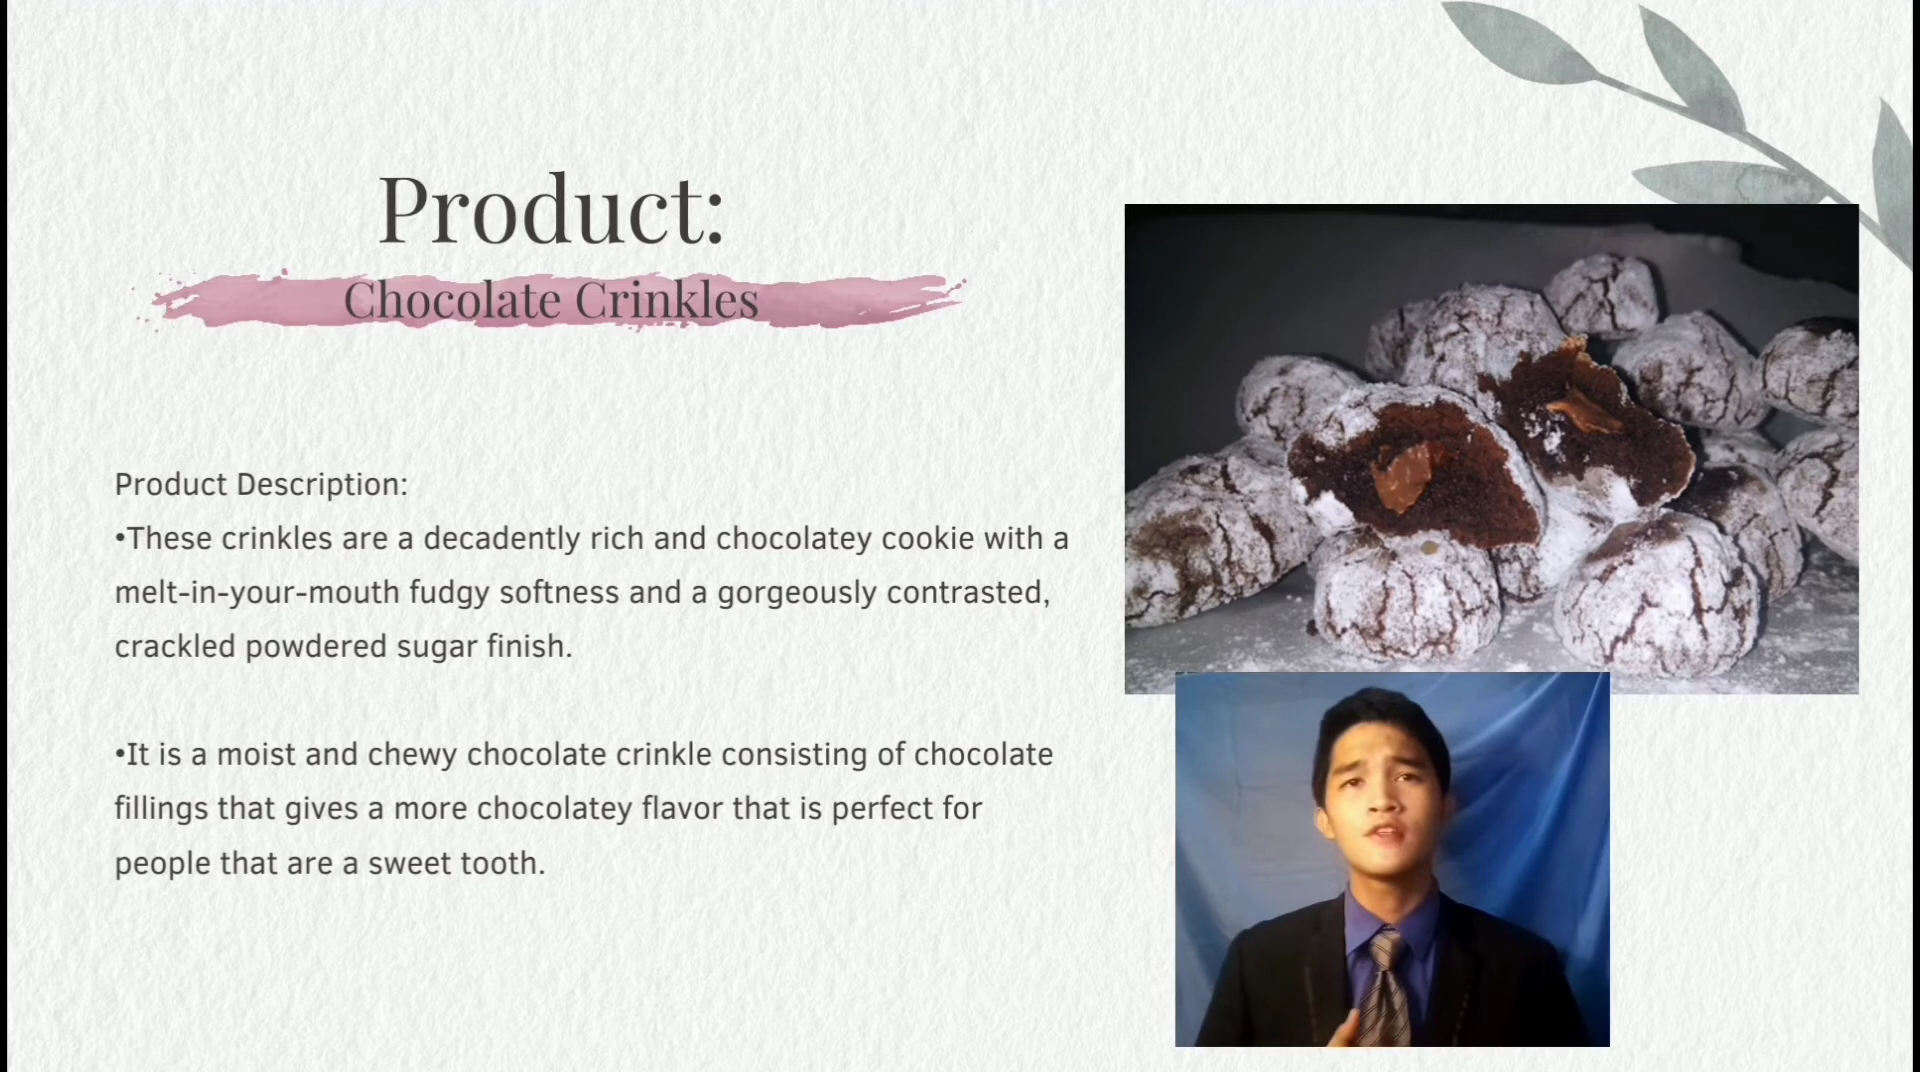 Product:
Chocolate Crinkles
Product Description:
•These crinkles are a decadently rich and chocolatey cookie with a
melt-in-your-mouth fudgy softness and a gorgeously contrasted,
crackled powdered sugar finish.
•It is a moist and chewy chocolate crinkle consisting of chocolate
fillings that gives a more chocolatey flavor that is perfect for
people that are a sweet tooth.